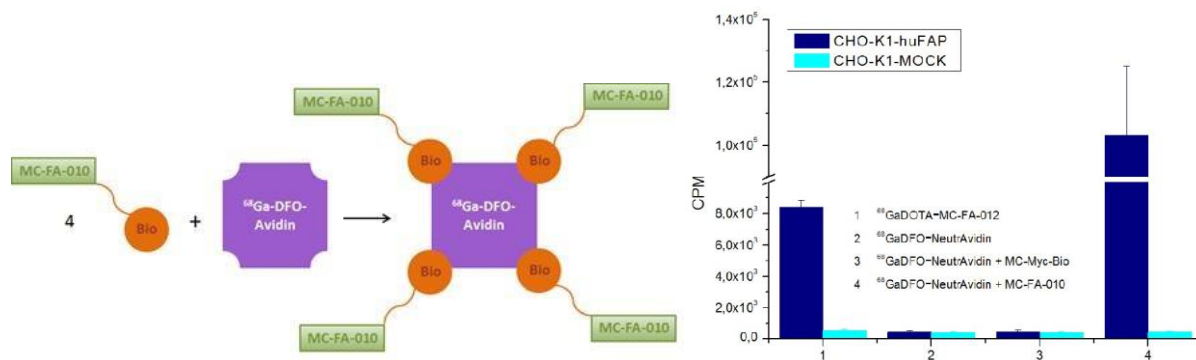 MC-FA-010
MC-FA-010
MC-FA-010
Bio
Bio
4
Bio
+
⁶⁸Ga-DFO-
Avidin
→
⁶⁸Ga-DFO-
Avidin
Bio
Bio
MC-FA-010
MC-FA-010
1,4x10⁵
1,2x10⁵
1,0x10⁵
8,0x10³
6,0x10³
4,0x10³
2,0x10³
0,0
CPM
CHO-K1-huFAP
CHO-K1-MOCK
1 ⁶⁸GaDOTA-MC-FA-012
2 ⁶⁸GaDFO-NeutrAvidin
3 ⁶⁸GaDFO-NeutrAvidin + MC-Myc-Bio
4 ⁶⁸GaDFO-NeutrAvidin + MC-FA-010
1 2 3 4